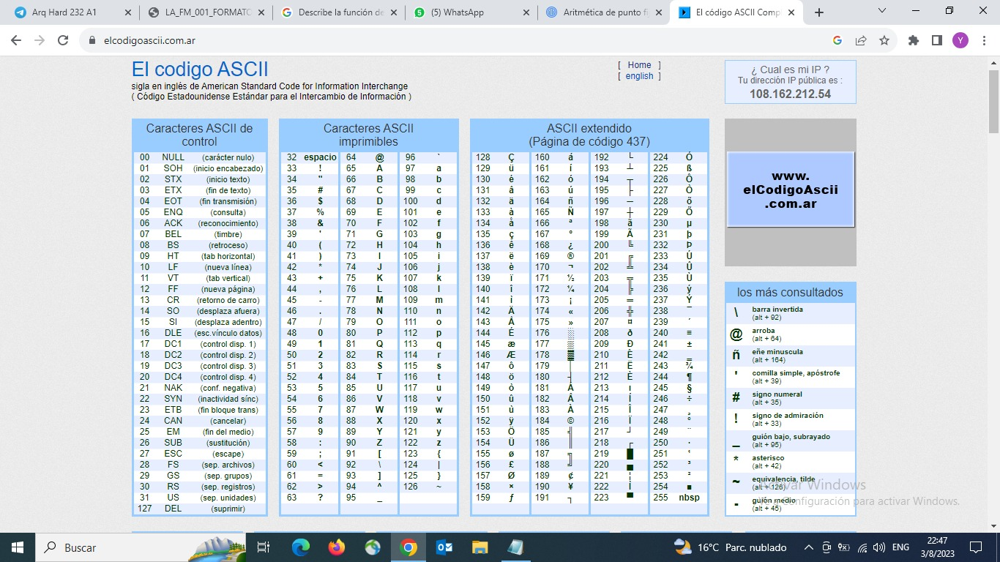 Arq Hard 232 A1
LA_FM_001_FORMATO
Describe la función de
(5) WhatsApp
Aritmética de punto fij
El código ASCII Comp
elcodigoascii.com.ar
El codigo ASCII
sigla en inglés de American Standard Code for Information Interchange
( Código Estadounidense Estándar para el Intercambio de Información )
[ Home ]
[ english ]
¿ Cual es mi IP ?
Tu dirección IP pública es :
108.162.212.54
Caracteres ASCII de
control
00 NULL (carácter nulo)
01 SOH (inicio encabezado)
02 STX (inicio texto)
03 ETX (fin de texto)
04 EOT (fin transmisión)
05 ENQ (consulta)
06 ACK (reconocimiento)
07 BEL (timbre)
08 BS (retroceso)
09 HT (tab horizontal)
10 LF (nueva línea)
11 VT (tab vertical)
12 FF (nueva página)
13 CR (retorno de carro)
14 SO (desplaza afuera)
15 SI (desplaza adentro)
16 DLE (esc.vínculo datos)
17 DC1 (control disp. 1)
18 DC2 (control disp. 2)
19 DC3 (control disp. 3)
20 DC4 (control disp. 4)
21 NAK (conf. negativa)
22 SYN (inactividad sínc)
23 ETB (fin bloque trans)
24 CAN (cancelar)
25 EM (fin del medio)
26 SUB (sustitución)
27 ESC (escape)
28 FS (sep. archivos)
29 GS (sep. grupos)
30 RS (sep. registros)
31 US (sep. unidades)
127 DEL (suprimir)
Caracteres ASCII
imprimibles
32 espacio 64 @ 96 `
33 ! 65 A 97 a
34 " 66 B 98 b
35 # 67 C 99 c
36 $ 68 D 100 d
37 % 69 E 101 e
38 & 70 F 102 f
39 ' 71 G 103 g
40 ( 72 H 104 h
41 ) 73 I 105 i
42 * 74 J 106 j
43 + 75 K 107 k
44 , 76 L 108 l
45 - 77 M 109 m
46 . 78 N 110 n
47 / 79 O 111 o
48 0 80 P 112 p
49 1 81 Q 113 q
50 2 82 R 114 r
51 3 83 S 115 s
52 4 84 T 116 t
53 5 85 U 117 u
54 6 86 V 118 v
55 7 87 W 119 w
56 8 88 X 120 x
57 9 89 Y 121 y
58 : 90 Z 122 z
59 ; 91 [ 123 {
60 < 92 \ 124 |
61 = 93 ] 125 }
62 > 94 ^ 126 ~
63 ? 95 _
ASCII extendido
(Página de código 437)
128 Ç 160 á 192 └ 224 Ó
129 ü 161 í 193 ┴ 225 ß
130 é 162 ó 194 ┬ 226 Ô
131 â 163 ú 195 ├ 227 Ò
132 ä 164 ñ 196 ─ 228 õ
133 à 165 Ñ 197 ┼ 229 Õ
134 å 166 ª 198 ã 230 µ
135 ç 167 º 199 Ã 231 þ
136 ê 168 ¿ 200 ╚ 232 Þ
137 ë 169 ® 201 ╔ 233 Ú
138 è 170 ¬ 202 ╩ 234 Û
139 ï 171 ½ 203 ╦ 235 Ù
140 î 172 ¼ 204 ╠ 236 ý
141 ì 173 ¡ 205 ═ 237 Ý
142 Ä 174 « 206 ╬ 238 ¯
143 Å 175 » 207 ¤ 239 ´
144 É 176 ░ 208 ð 240 ≡
145 æ 177 ▒ 209 Ð 241 ±
146 Æ 178 ▓ 210 Ê 242 ‗
147 ô 179 │ 211 Ë 243 ¾
148 ö 180 ┤ 212 È 244 ¶
149 ò 181 Á 213 ı 245 §
150 û 182 Â 214 Í 246 ÷
151 ù 183 À 215 Î 247 ¸
152 ÿ 184 © 216 Ï 248 °
153 Ö 185 ╣ 217 ┘ 249 ¨
154 Ü 186 ║ 218 ┌ 250 ·
155 ø 187 ╗ 219 █ 251 ¹
156 £ 188 ╝ 220 ▄ 252 ³
157 Ø 189 ¢ 221 ¦ 253 ²
158 × 190 ¥ 222 Ì 254 ■
159 ƒ 191 ┐ 223 ▀ 255 nbsp
www.
elCodigoAscii
.com.ar
los más consultados
\ barra invertida
(alt + 92)
@ arroba
(alt + 64)
ñ eñe minuscula
(alt + 164)
' comilla simple, apóstrofe
(alt + 39)
# signo numeral
(alt + 35)
! signo de admiración
(alt + 33)
_ guión bajo, subrayado
(alt + 95)
* asterisco
(alt + 42)
~ equivalencia, tilde
(alt + 126)
- guión medio
(alt + 45)
Activar Windows
configuración para activar Windows.
Buscar
16°C Parc. nublado
ENG
22:47
3/8/2023
Y